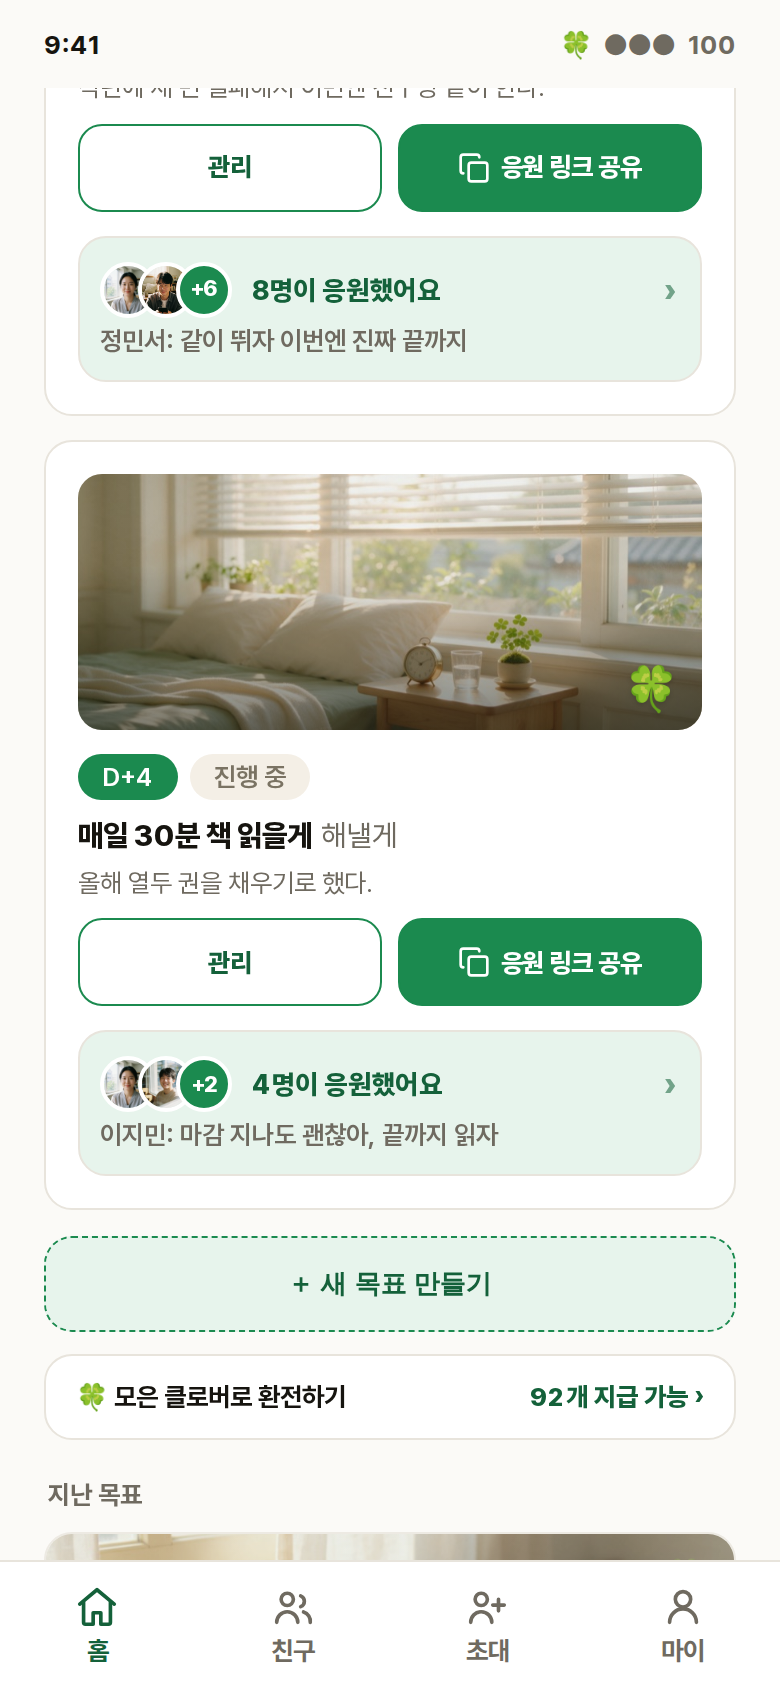 9:41
100
관리
응원 링크 공유
+6
8명이 응원했어요
정민서: 같이 뛰자 이번엔 진짜 끝까지
D+4
진행 중
매일 30분 책 읽을게 해낼게
올해 열두 권을 채우기로 했다.
관리
응원 링크 공유
+2
4명이 응원했어요
이지민: 마감 지나도 괜찮아, 끝까지 읽자
+ 새 목표 만들기
모은 클로버로 환전하기
92개 지급 가능 ›
지난 목표
홈
친구
초대
마이